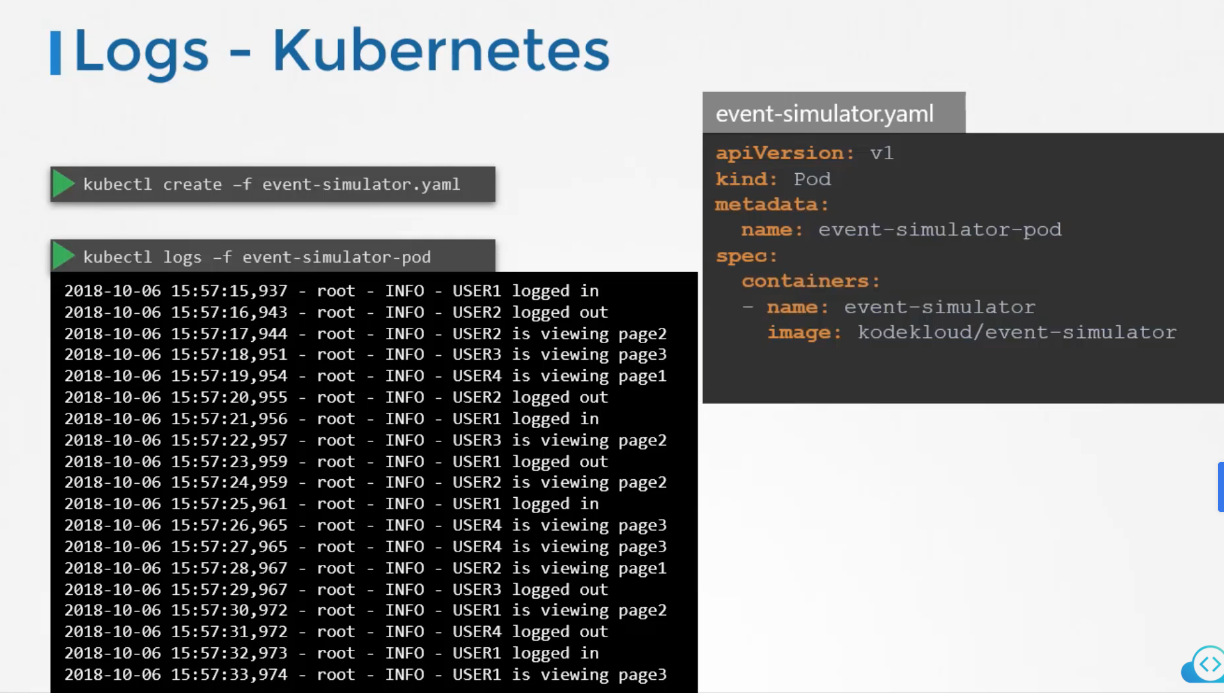 Logs - Kubernetes
kubectl create –f event-simulator.yaml
kubectl logs –f event-simulator-pod
2018-10-06 15:57:15,937 - root - INFO - USER1 logged in
2018-10-06 15:57:16,943 - root - INFO - USER2 logged out
2018-10-06 15:57:17,944 - root - INFO - USER2 is viewing page2
2018-10-06 15:57:18,951 - root - INFO - USER3 is viewing page3
2018-10-06 15:57:19,954 - root - INFO - USER4 is viewing page1
2018-10-06 15:57:20,955 - root - INFO - USER2 logged out
2018-10-06 15:57:21,956 - root - INFO - USER1 logged in
2018-10-06 15:57:22,957 - root - INFO - USER3 is viewing page2
2018-10-06 15:57:23,959 - root - INFO - USER1 logged out
2018-10-06 15:57:24,959 - root - INFO - USER2 is viewing page2
2018-10-06 15:57:25,961 - root - INFO - USER1 logged in
2018-10-06 15:57:26,965 - root - INFO - USER4 is viewing page3
2018-10-06 15:57:27,965 - root - INFO - USER4 is viewing page3
2018-10-06 15:57:28,967 - root - INFO - USER2 is viewing page1
2018-10-06 15:57:29,967 - root - INFO - USER3 logged out
2018-10-06 15:57:30,972 - root - INFO - USER1 is viewing page2
2018-10-06 15:57:31,972 - root - INFO - USER4 logged out
2018-10-06 15:57:32,973 - root - INFO - USER1 logged in
2018-10-06 15:57:33,974 - root - INFO - USER1 is viewing page3
event-simulator.yaml
apiVersion: v1
kind: Pod
metadata:
  name: event-simulator-pod
spec:
  containers:
  - name: event-simulator
    image: kodekloud/event-simulator